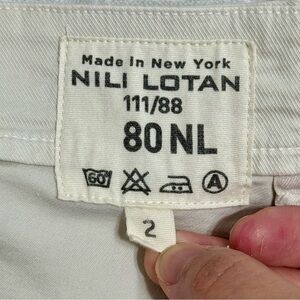 Made in New York
NILI LOTAN
111/88
80 NL
60 A
2